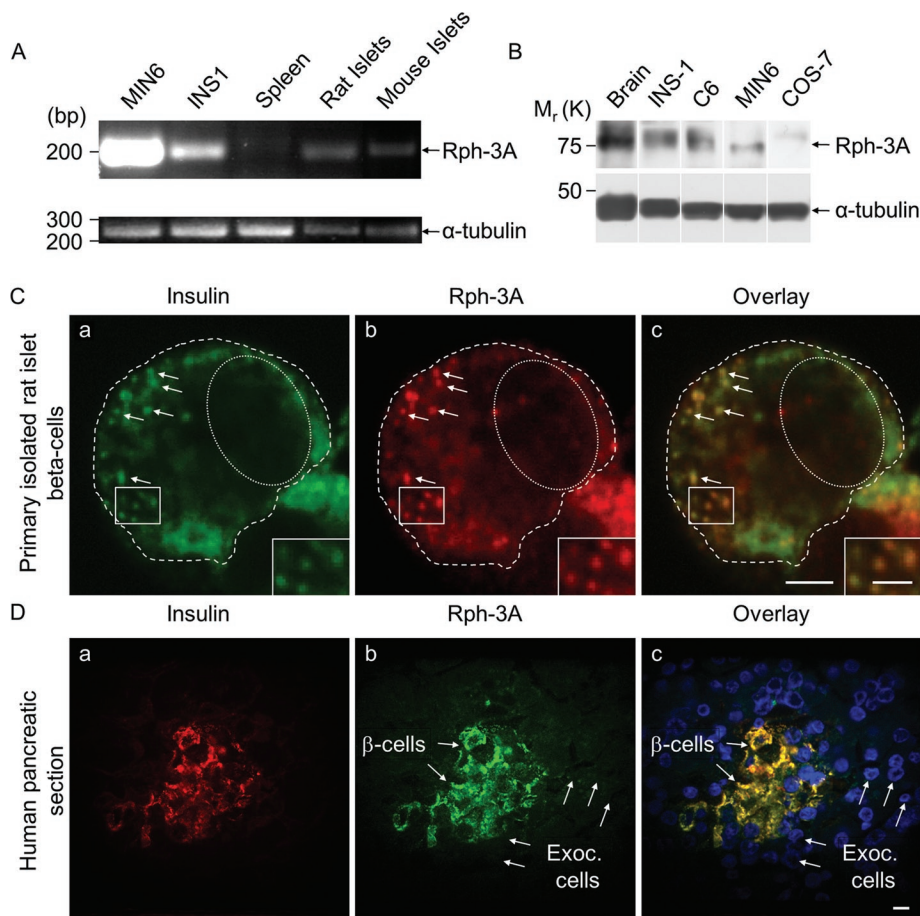 A
MIN6
INS1
Spleen
Rat Islets
Mouse Islets
(bp)
200
Rph-3A
300
200
α-tubulin
B
Brain
INS-1
C6
MIN6
COS-7
Mr (K)
75
Rph-3A
50
α-tubulin
C
Insulin
Rph-3A
Overlay
Primary isolated rat islet
beta-cells
a
b
c
D
Insulin
Rph-3A
Overlay
Human pancreatic
section
a
b
β-cells
Exoc.
cells
c
β-cells
Exoc.
cells